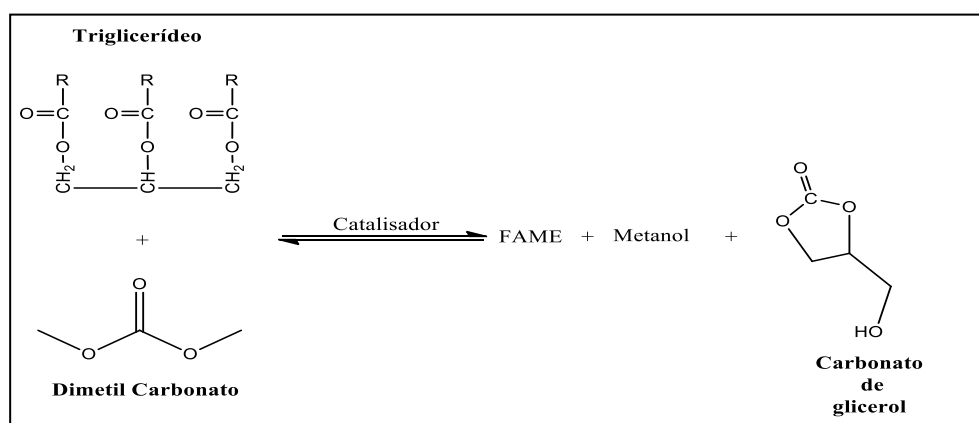 Triglicerídeo
R R R
O=C O=C O=C
O O O
CH2 CH CH2
+
Catalisador
FAME + Metanol +
O
C
O O
HO
O
O O
Dimetil Carbonato
Carbonato
de
glicerol